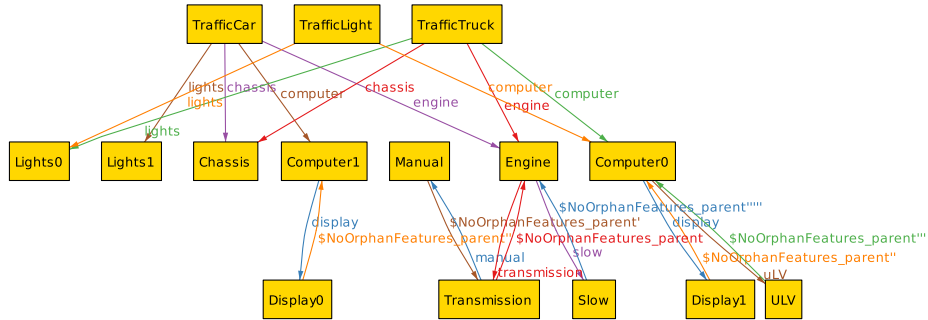 TrafficCar
TrafficLight
TrafficTruck
lights
chassis
computer
chassis
computer
computer
lights
engine
engine
lights
Lights0
Lights1
Chassis
Computer1
Manual
Engine
Computer0
$NoOrphanFeatures_parent'''''
display
$NoOrphanFeatures_parent'
display
$NoOrphanFeatures_parent''
$NoOrphanFeatures_parent
$NoOrphanFeatures_parent'''
slow
manual
$NoOrphanFeatures_parent''
transmission
uLV
Display0
Transmission
Slow
Display1
ULV